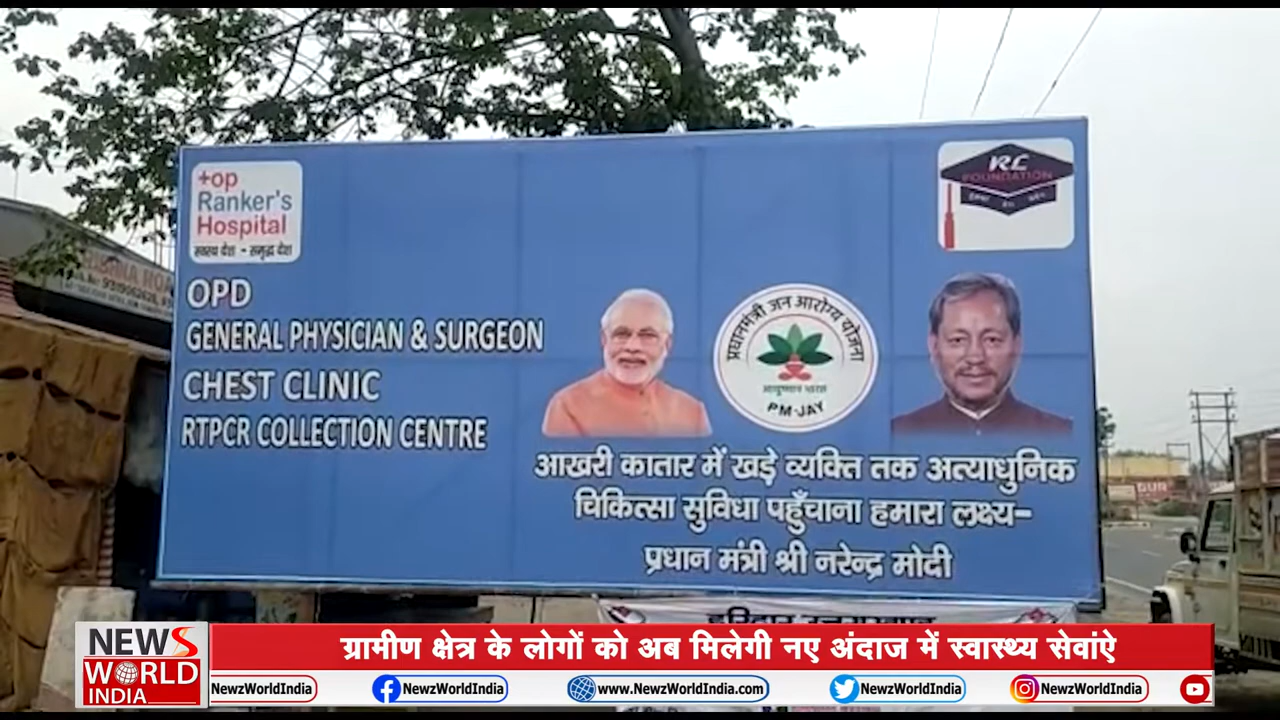 +op
Ranker's
Hospital
स्वस्थ देश - समृद्ध देश
RC
FOUNDATION
OPD
GENERAL PHYSICIAN & SURGEON
CHEST CLINIC
RTPCR COLLECTION CENTRE
प्रधानमंत्री जन आरोग्य योजना
आयुष्मान भारत
PM-JAY
आखरी कातार में खड़े व्यक्ति तक अत्याधुनिक
चिकित्सा सुविधा पहुँचाना हमारा लक्ष्य-
प्रधान मंत्री श्री नरेन्द्र मोदी
NEWS
WORLD
INDIA
ग्रामीण क्षेत्र के लोगों को अब मिलेगी नए अंदाज में स्वास्थ्य सेवांऐ
NewzWorldIndia
NewzWorldIndia
www.NewzWorldIndia.com
NewzWorldIndia
NewzWorldIndia